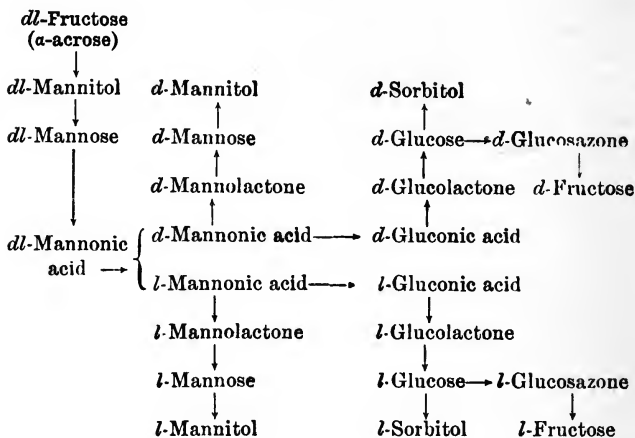 dl-Fructose
(α-acrose)
dl-Mannitol d-Mannitol d-Sorbitol
dl-Mannose d-Mannose d-Glucose d-Glucosazone
d-Mannolactone d-Glucolactone d-Fructose
dl-Mannonic d-Mannonic acid d-Gluconic acid
acid l-Mannonic acid l-Gluconic acid
l-Mannolactone l-Glucolactone
l-Mannose l-Glucose l-Glucosazone
l-Mannitol l-Sorbitol l-Fructose